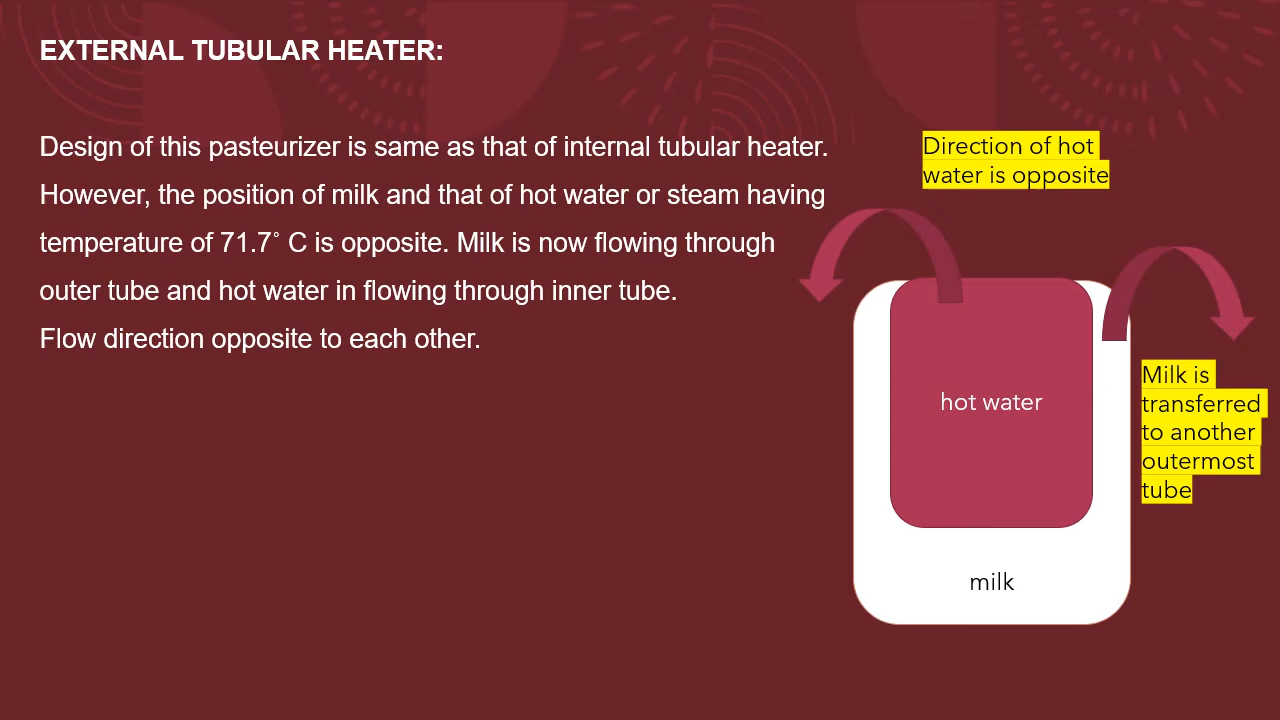 EXTERNAL TUBULAR HEATER:
Design of this pasteurizer is same as that of internal tubular heater.
However, the position of milk and that of hot water or steam having
temperature of 71.7° C is opposite. Milk is now flowing through
outer tube and hot water in flowing through inner tube.
Flow direction opposite to each other.
Direction of hot
water is opposite
hot water
Milk is
transferred
to another
outermost
tube
milk